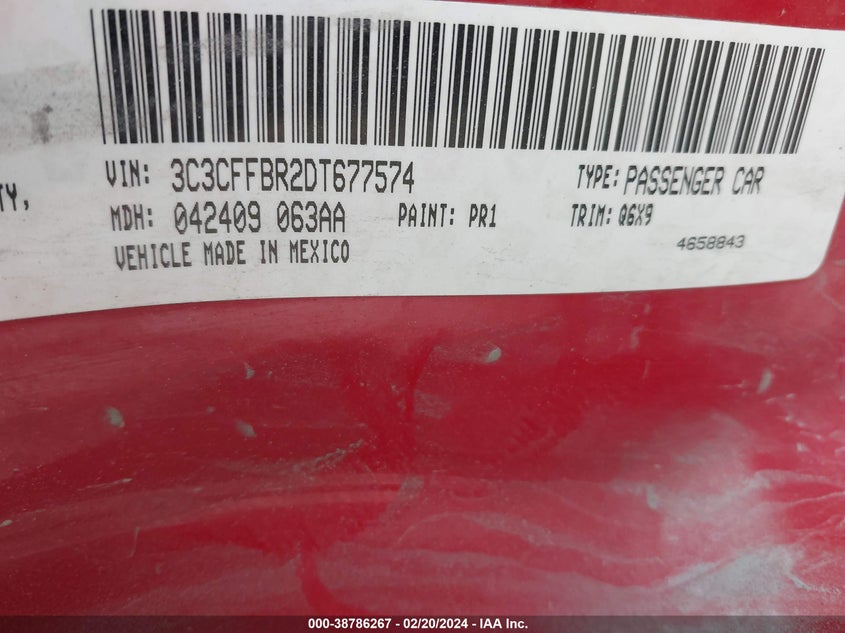 TY,
VIN: 3C3CFFBR2DT677574 TYPE: PASSENGER CAR
MDH: 042409 063AA PAINT: PR1 TRIM: Q6X9
VEHICLE MADE IN MEXICO 4658843
000-38786267 - 02/20/2024 - IAA Inc.